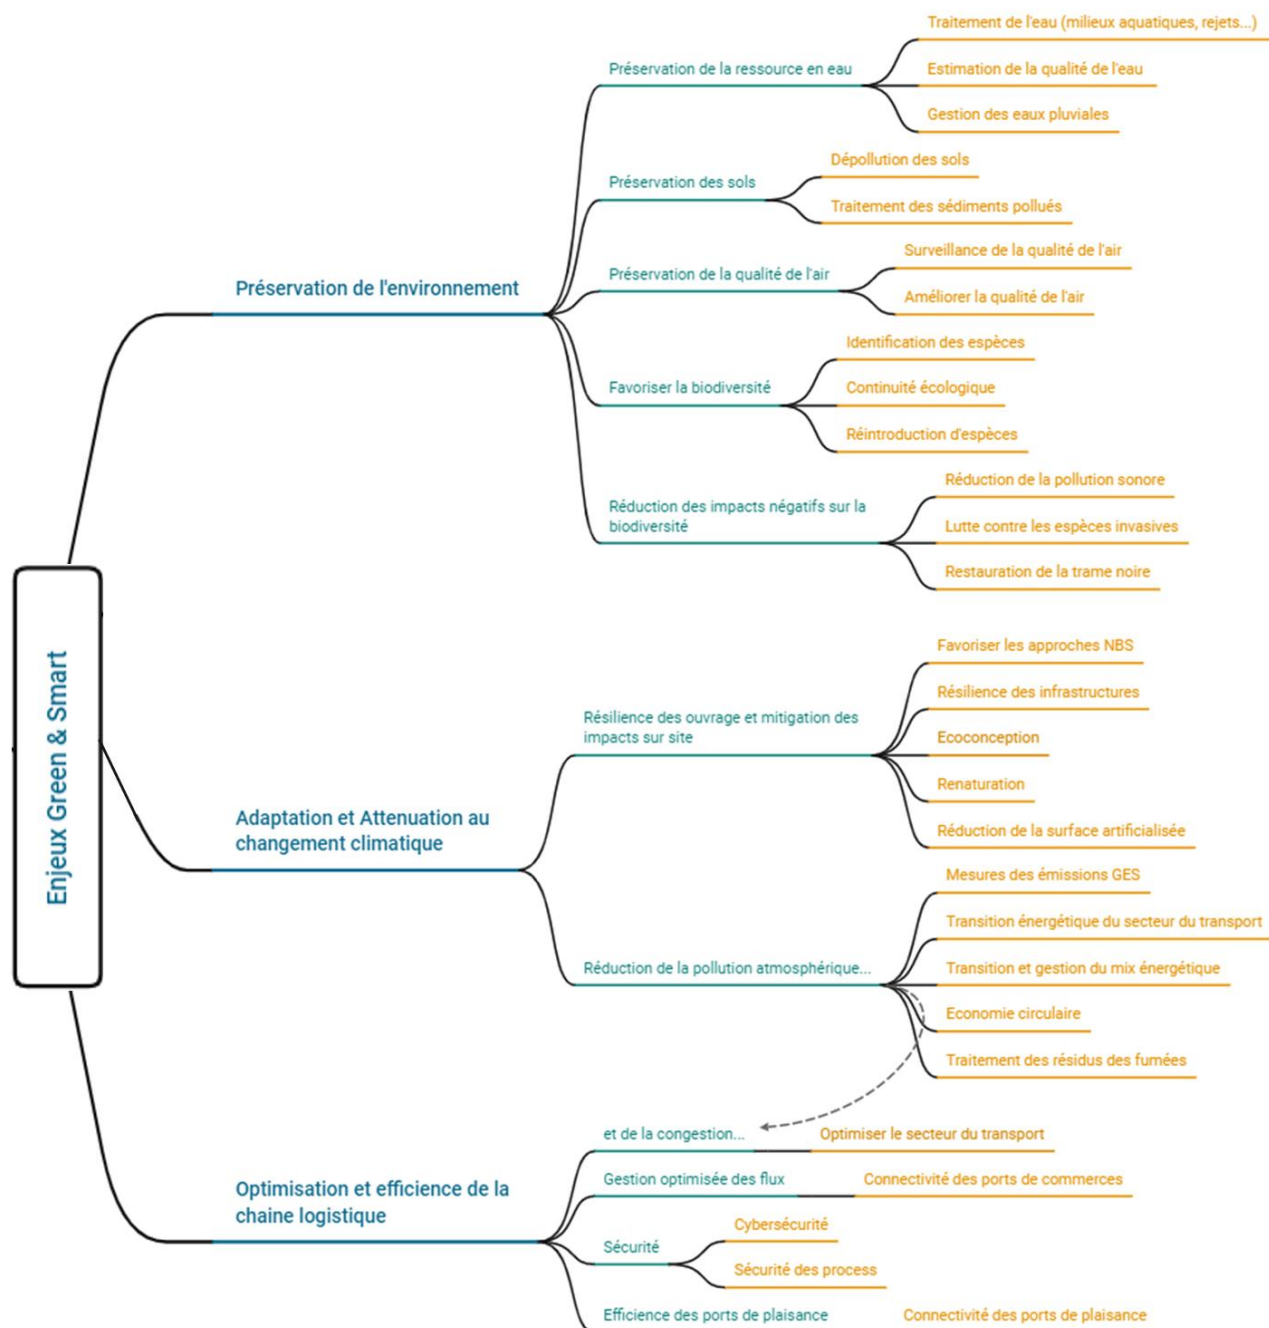 Enjeux Green & Smart
Préservation de l'environnement
Préservation de la ressource en eau
Traitement de l'eau (milieux aquatiques, rejets...)
Estimation de la qualité de l'eau
Gestion des eaux pluviales
Préservation des sols
Dépollution des sols
Traitement des sédiments pollués
Préservation de la qualité de l'air
Surveillance de la qualité de l'air
Améliorer la qualité de l'air
Favoriser la biodiversité
Identification des espèces
Continuité écologique
Réintroduction d'espèces
Réduction des impacts négatifs sur la
biodiversité
Réduction de la pollution sonore
Lutte contre les espèces invasives
Restauration de la trame noire
Adaptation et Attenuation au
changement climatique
Résilience des ouvrage et mitigation des
impacts sur site
Favoriser les approches NBS
Résilience des infrastructures
Ecoconception
Renaturation
Réduction de la surface artificialisée
Réduction de la pollution atmosphérique...
Mesures des émissions GES
Transition énergétique du secteur du transport
Transition et gestion du mix énergétique
Economie circulaire
Traitement des résidus des fumées
Optimisation et efficience de la
chaine logistique
et de la congestion...
Optimiser le secteur du transport
Gestion optimisée des flux
Connectivité des ports de commerces
Sécurité
Cybersécurité
Sécurité des process
Efficience des ports de plaisance
Connectivité des ports de plaisance